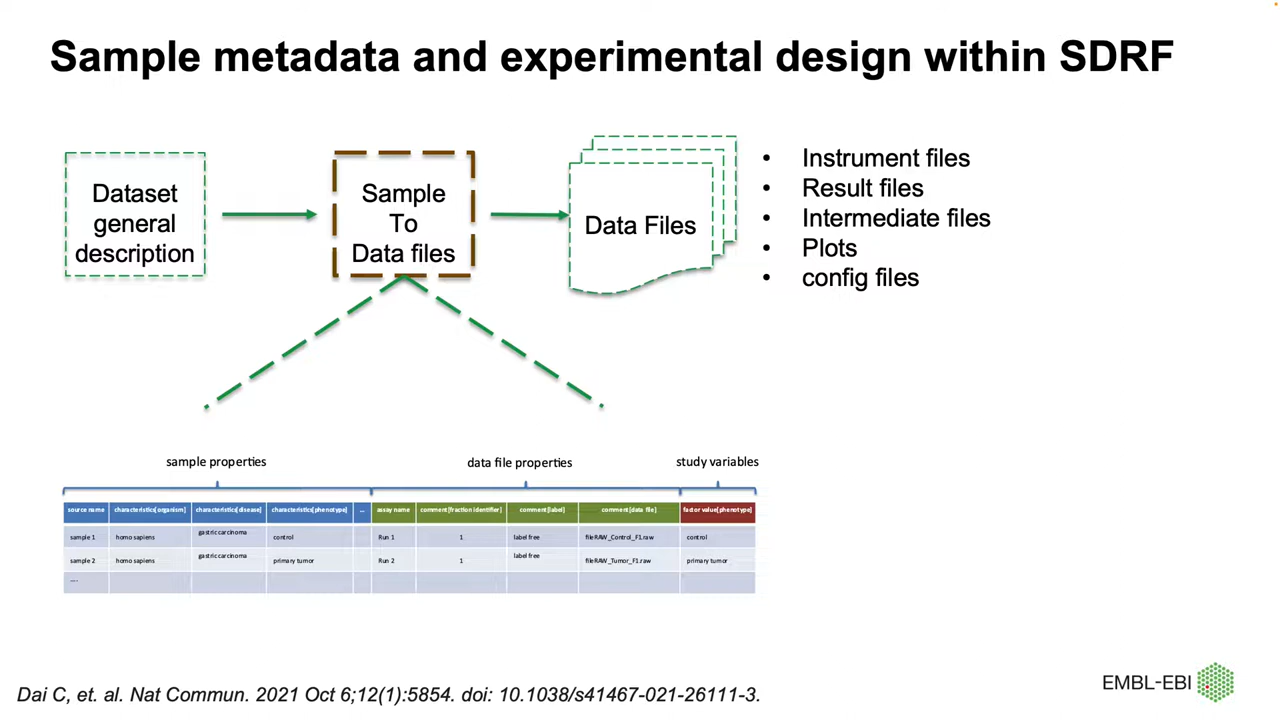 Sample metadata and experimental design within SDRF
Dataset
general
description
Sample
To
Data files
Data Files
• Instrument files
• Result files
• Intermediate files
• Plots
• config files
sample properties
data file properties
study variables
source name characteristics[organism] characteristics[disease] characteristics[phenotype] ... assay name comment[fraction identifier] comment[label] comment[data file] factor value[phenotype]
sample 1 homo sapiens gastric carcinoma control Run 1 1 label free fileRAW_Control_F1.raw control
sample 2 homo sapiens gastric carcinoma primary tumor Run 2 1 label free fileRAW_Tumor_F1.raw primary tumor
....
Dai C, et. al. Nat Commun. 2021 Oct 6;12(1):5854. doi: 10.1038/s41467-021-26111-3.
EMBL-EBI